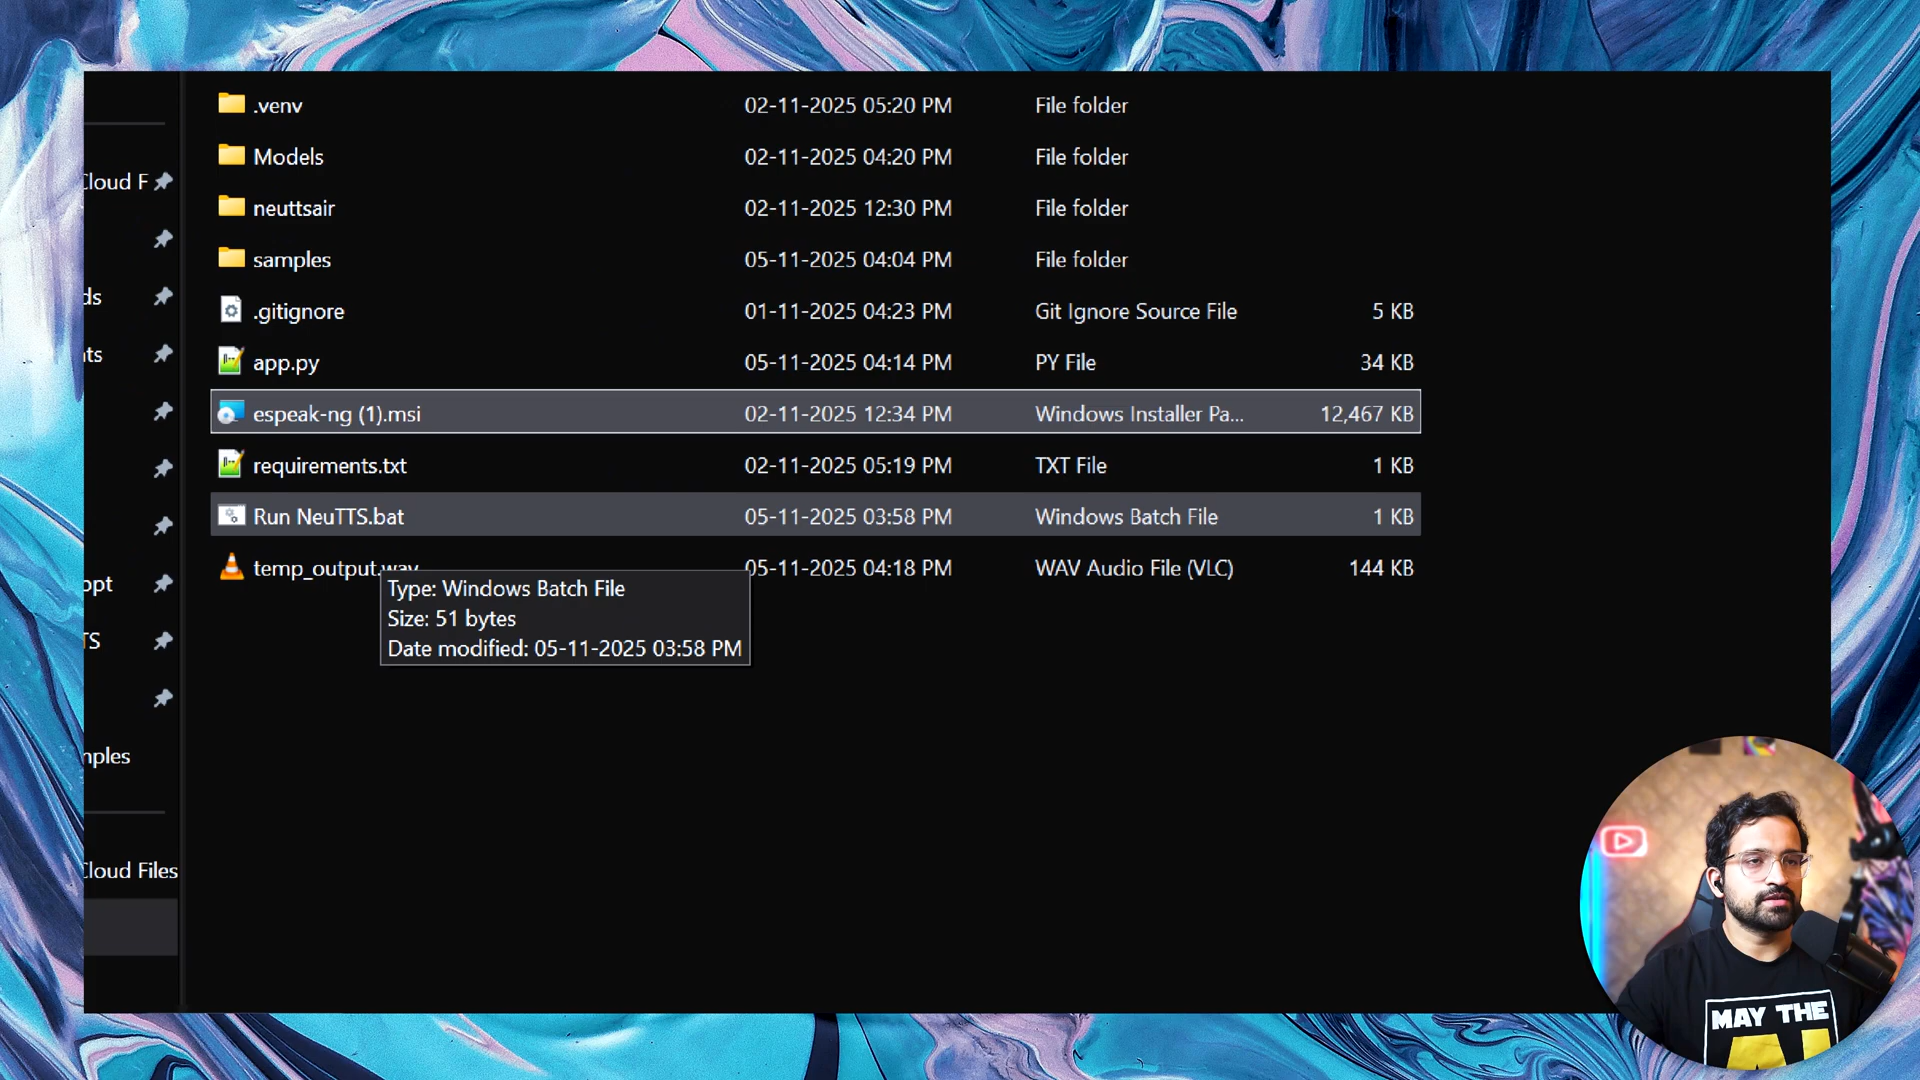 .venv 02-11-2025 05:20 PM File folder
Models 02-11-2025 04:20 PM File folder
Cloud F
neuttsair 02-11-2025 12:30 PM File folder
samples 05-11-2025 04:04 PM File folder
ds
.gitignore 01-11-2025 04:23 PM Git Ignore Source File 5 KB
nts
app.py 05-11-2025 04:14 PM PY File 34 KB
espeak-ng (1).msi 02-11-2025 12:34 PM Windows Installer Pa... 12,467 KB
requirements.txt 02-11-2025 05:19 PM TXT File 1 KB
Run NeuTTS.bat 05-11-2025 03:58 PM Windows Batch File 1 KB
temp_output.wav 05-11-2025 04:18 PM WAV Audio File (VLC) 144 KB
Type: Windows Batch File
Size: 51 bytes
Date modified: 05-11-2025 03:58 PM
TS
mples
Cloud Files
MAY THE
AI